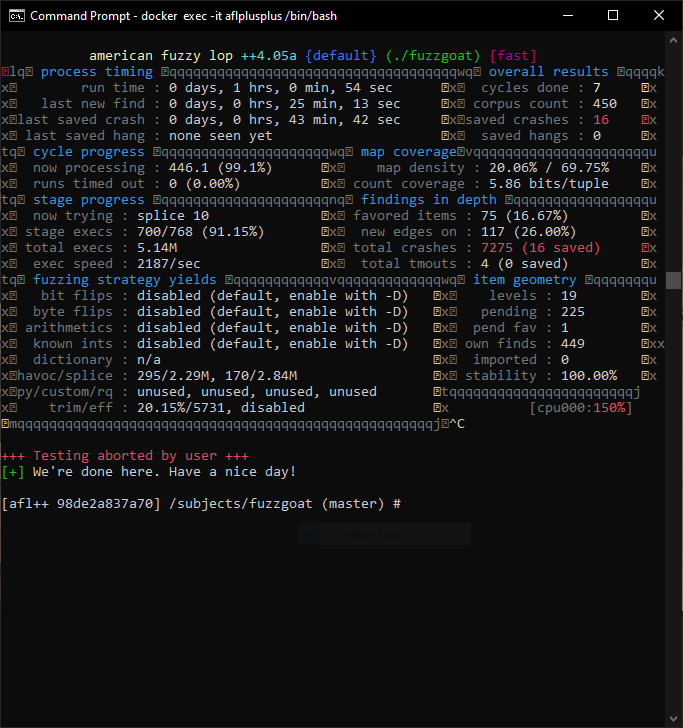 Command Prompt - docker exec -it aflplusplus /bin/bash
american fuzzy lop ++4.05a {default} (./fuzzgoat) [fast]
lq process timing qqqqqqqqqqqqqqqqqqqqqqqqqqqqqqqqqqqqwq overall results qqqqk
x run time : 0 days, 1 hrs, 0 min, 54 sec x cycles done : 7 x
x last new find : 0 days, 0 hrs, 25 min, 13 sec x corpus count : 450 x
xlast saved crash : 0 days, 0 hrs, 43 min, 42 sec xsaved crashes : 16 x
x last saved hang : none seen yet x saved hangs : 0 x
tq cycle progress qqqqqqqqqqqqqqqqqqqqqwq map coveragevqqqqqqqqqqqqqqqqqqqqqqu
x now processing : 446.1 (99.1%) x map density : 20.06% / 69.75% x
x runs timed out : 0 (0.00%) x count coverage : 5.86 bits/tuple x
tq stage progress qqqqqqqqqqqqqqqqqqqqqnq findings in depth qqqqqqqqqqqqqqqqu
x now trying : splice 10 x favored items : 75 (16.67%) x
x stage execs : 700/768 (91.15%) x new edges on : 117 (26.00%) x
x total execs : 5.14M x total crashes : 7275 (16 saved) x
x exec speed : 2187/sec x total tmouts : 4 (0 saved) x
tq fuzzing strategy yields qqqqqqqqqqqqvqqqqqqqqqqqqqwq item geometry qqqqqqqu
x bit flips : disabled (default, enable with -D) x levels : 19 x
x byte flips : disabled (default, enable with -D) x pending : 225 x
x arithmetics : disabled (default, enable with -D) x pend fav : 1 x
x known ints : disabled (default, enable with -D) x own finds : 449 xx
x dictionary : n/a x imported : 0 x
xhavoc/splice : 295/2.29M, 170/2.84M x stability : 100.00% x
xpy/custom/rq : unused, unused, unused, unused tqqqqqqqqqqqqqqqqqqqqqqqj
x trim/eff : 20.15%/5731, disabled x [cpu000:150%]
mqqqqqqqqqqqqqqqqqqqqqqqqqqqqqqqqqqqqqqqqqqqqqqqqqqqqj^C
+++ Testing aborted by user +++
[+] We're done here. Have a nice day!
[afl++ 98de2a837a70] /subjects/fuzzgoat (master) #